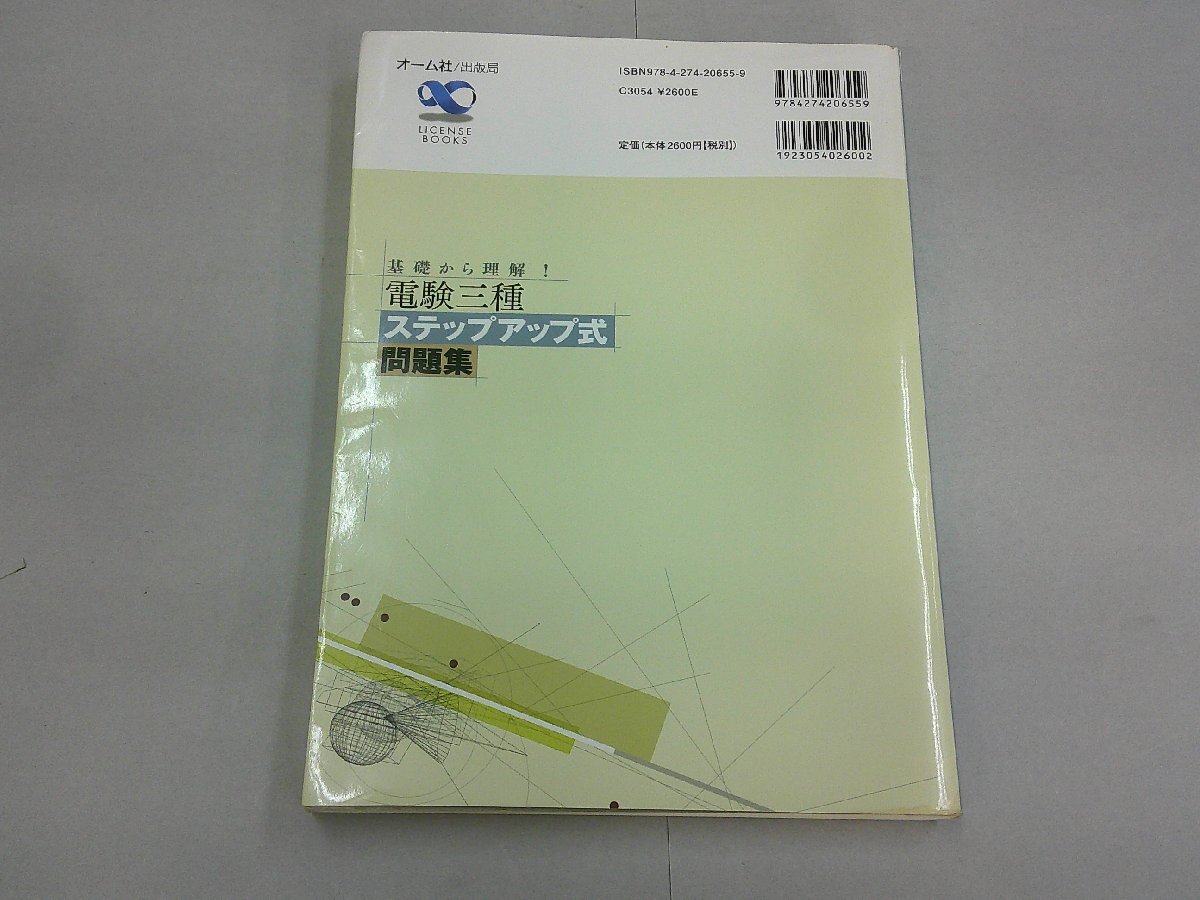 オーム社/出版局
LICENSE
BOOKS
ISBN978-4-274-20655-9
C3054 ¥2600E
定価(本体2600円【税別】)
9784274206559
1923054026002
基礎から理解!
電験三種
ステップアップ式
問題集